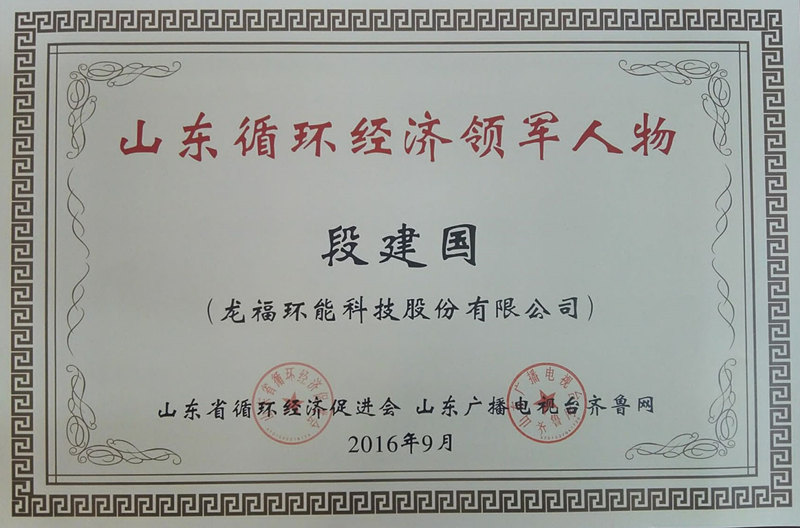 山东循环经济领军人物
段建国
(龙福环能科技股份有限公司)
山东省循环经济促进会 山东广播电视台齐鲁网
2016年9月